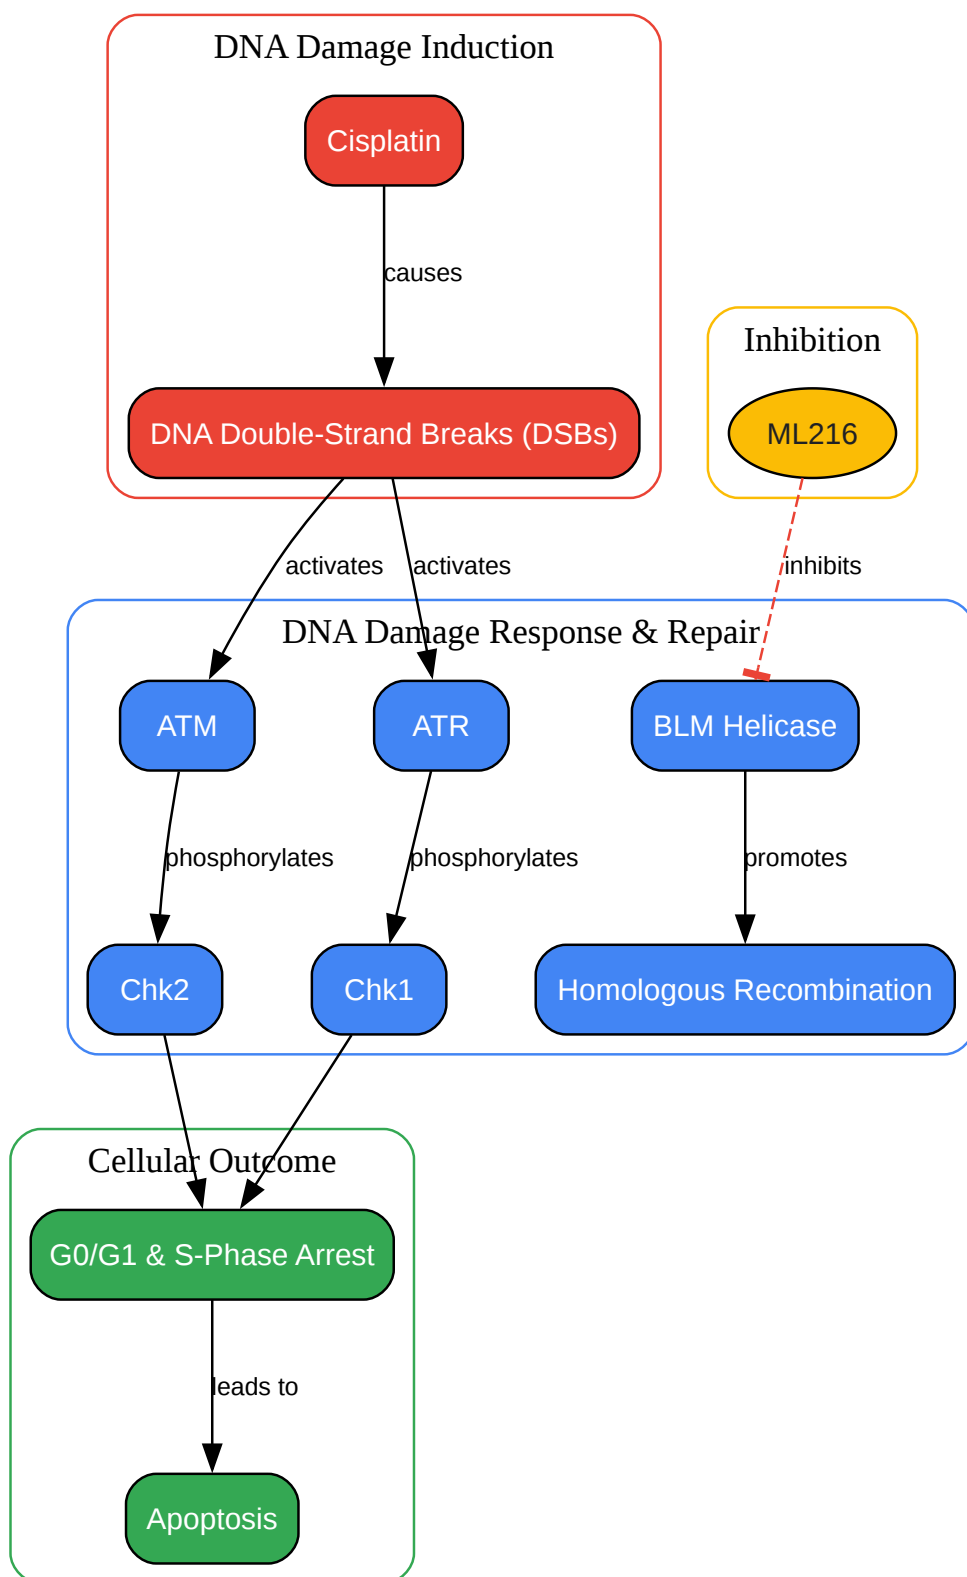 DNA Damage Induction
Cisplatin
causes
Inhibition
DNA Double-Strand Breaks (DSBs)
ML216
activates
activates
inhibits
DNA Damage Response & Repair
ATM
ATR
BLM Helicase
phosphorylates
phosphorylates
promotes
Chk2
Chk1
Homologous Recombination
Cellular Outcome
G0/G1 & S-Phase Arrest
leads to
Apoptosis